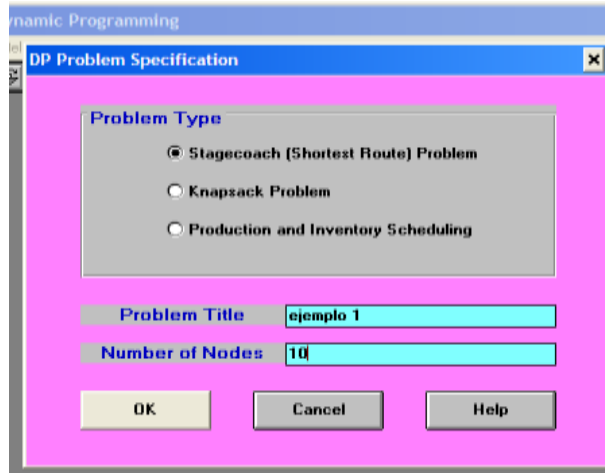 ynamic Programming
DP Problem Specification
Problem Type
Stagecoach (Shortest Route) Problem
Knapsack Problem
Production and Inventory Scheduling
Problem Title ejemplo 1
Number of Nodes 10
OK Cancel Help